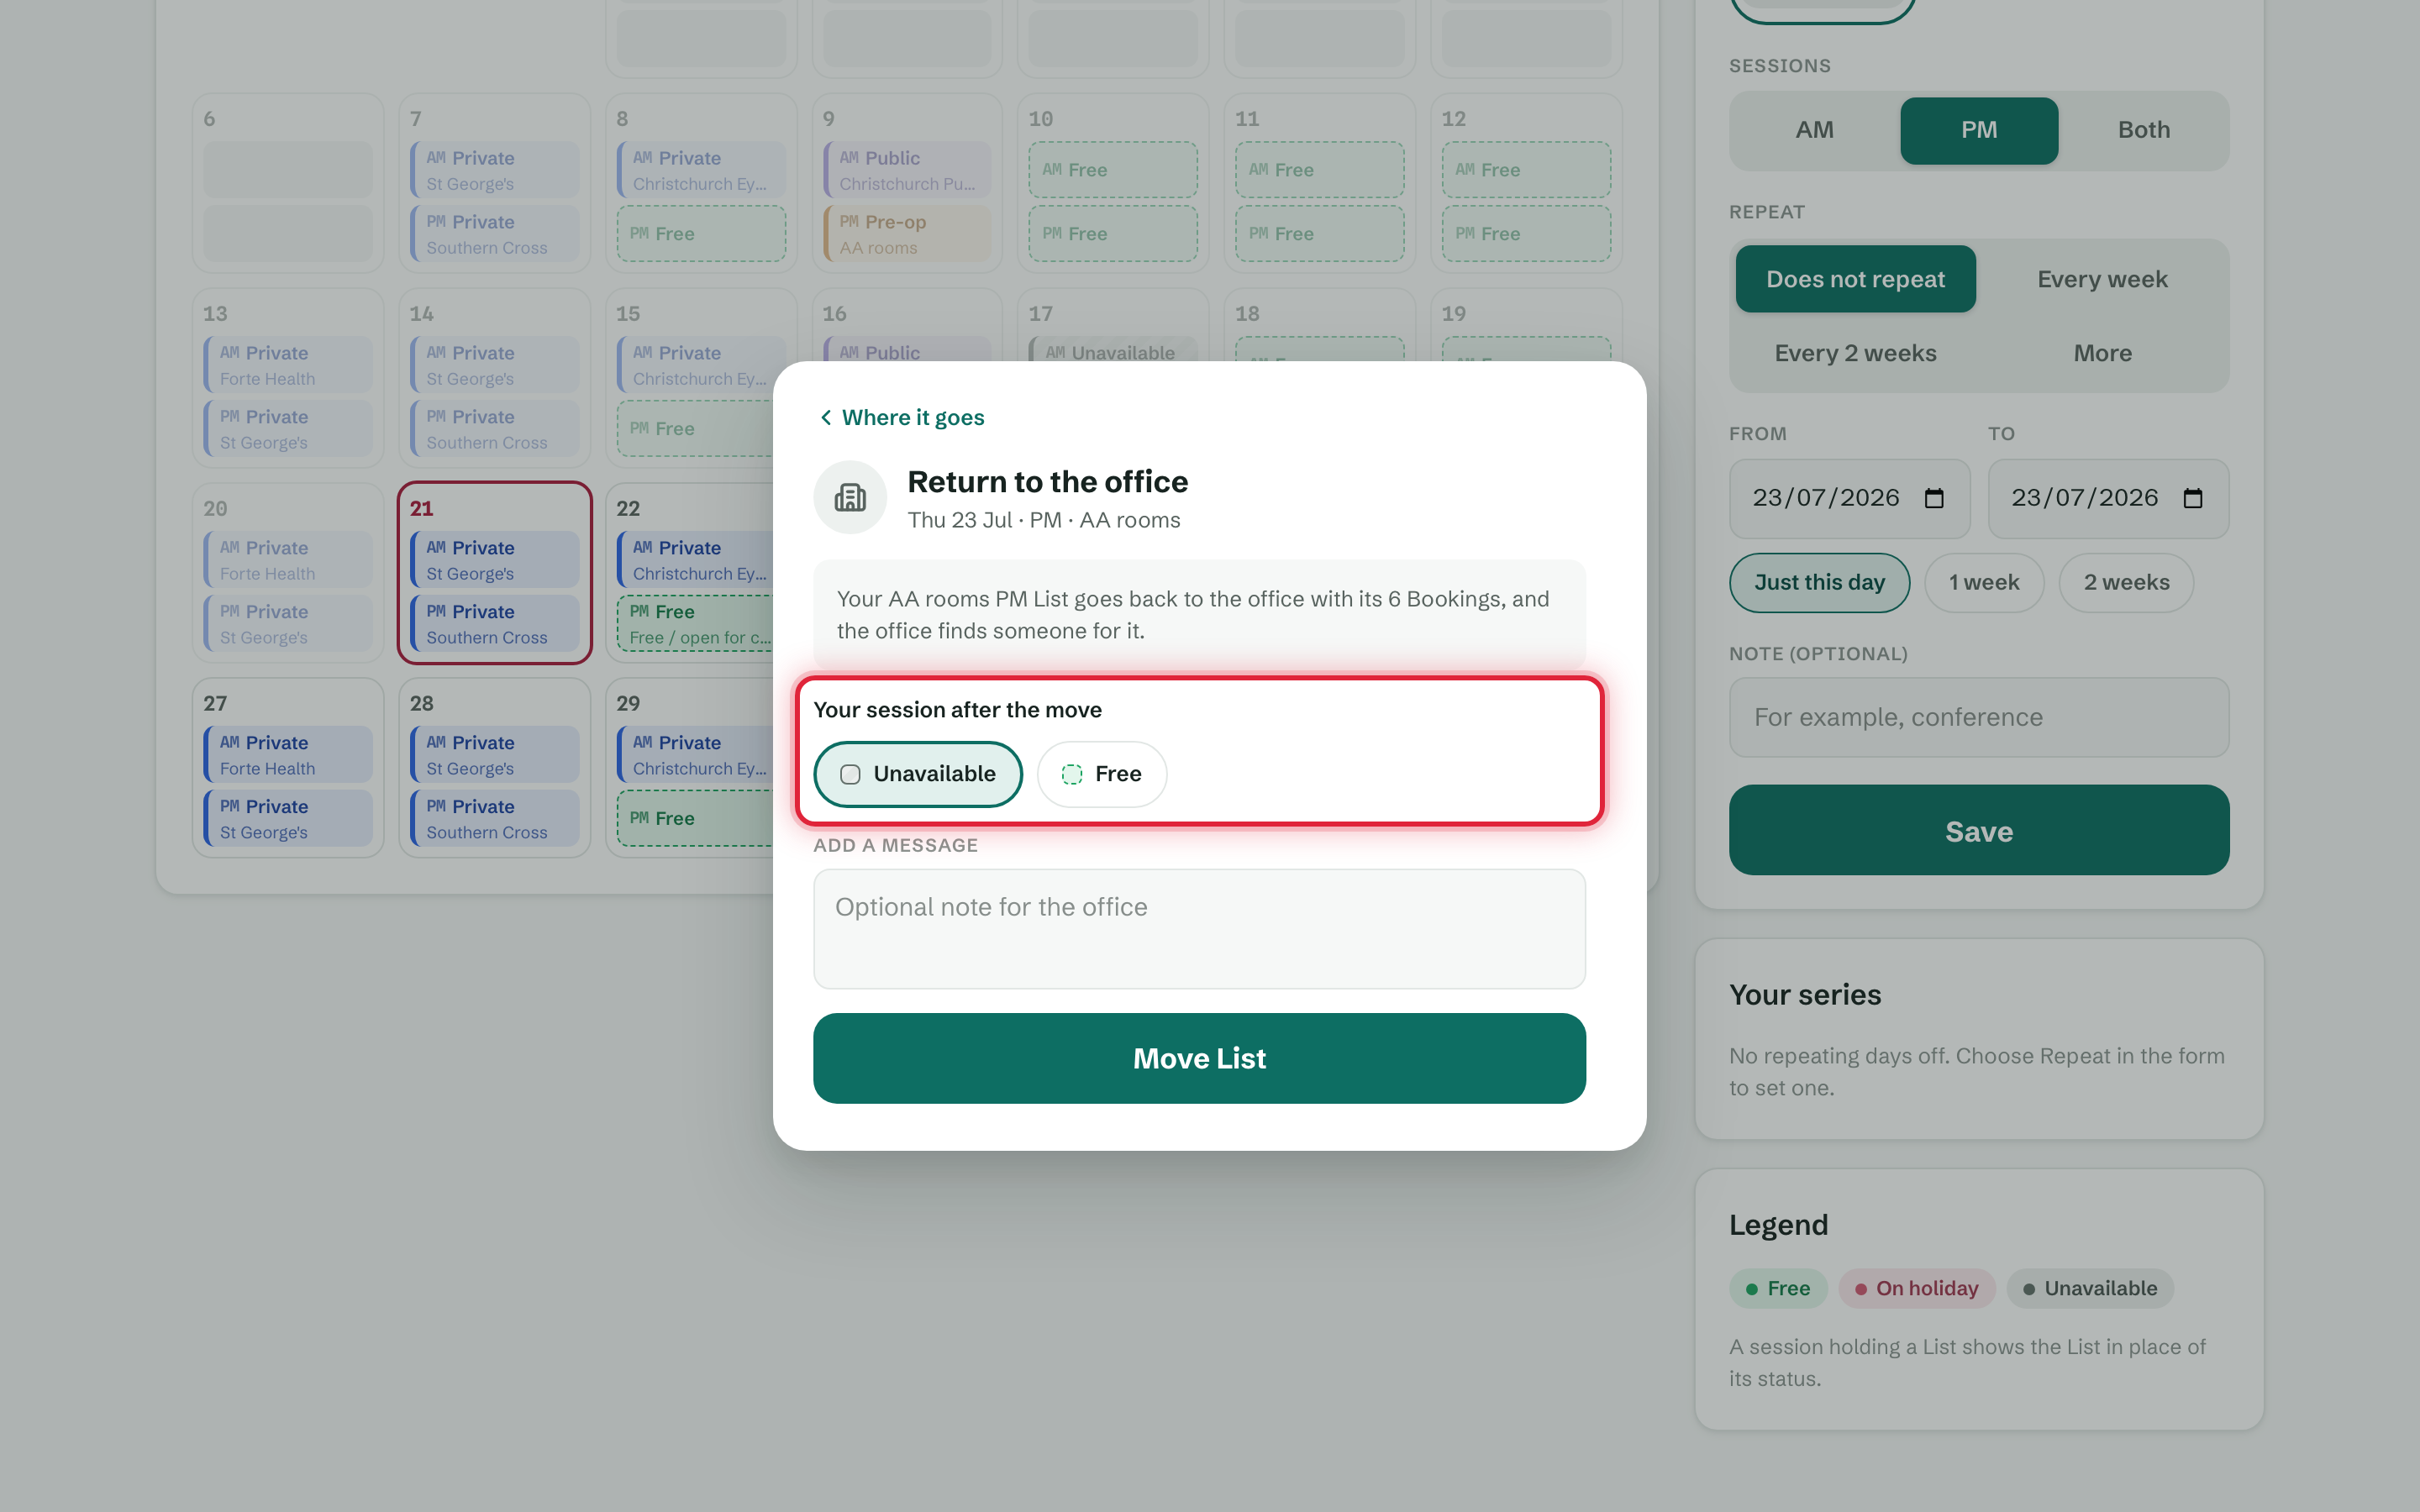 6
7
AM Private
St George's
PM Private
Southern Cross
8
AM Private
Christchurch Ey...
PM Free
9
AM Public
Christchurch Pu...
PM Pre-op
AA rooms
10
AM Free
PM Free
11
AM Free
PM Free
12
AM Free
PM Free
13
AM Private
Forte Health
PM Private
St George's
14
AM Private
St George's
PM Private
Southern Cross
15
AM Private
Christchurch Ey...
PM Free
16
AM Public
17
AM Unavailable
18
19
20
AM Private
Forte Health
PM Private
St George's
21
AM Private
St George's
PM Private
Southern Cross
22
AM Private
Christchurch Ey...
PM Free
Free / open for c...
27
AM Private
Forte Health
PM Private
St George's
28
AM Private
St George's
PM Private
Southern Cross
29
AM Private
Christchurch Ey...
PM Free
Where it goes
Return to the office
Thu 23 Jul · PM · AA rooms
Your AA rooms PM List goes back to the office with its 6 Bookings, and
the office finds someone for it.
Your session after the move
Unavailable
Free
ADD A MESSAGE
Optional note for the office
Move List
SESSIONS
AM
PM
Both
REPEAT
Does not repeat
Every week
Every 2 weeks
More
FROM
TO
23/07/2026
23/07/2026
Just this day
1 week
2 weeks
NOTE (OPTIONAL)
For example, conference
Save
Your series
No repeating days off. Choose Repeat in the form
to set one.
Legend
Free
On holiday
Unavailable
A session holding a List shows the List in place of
its status.